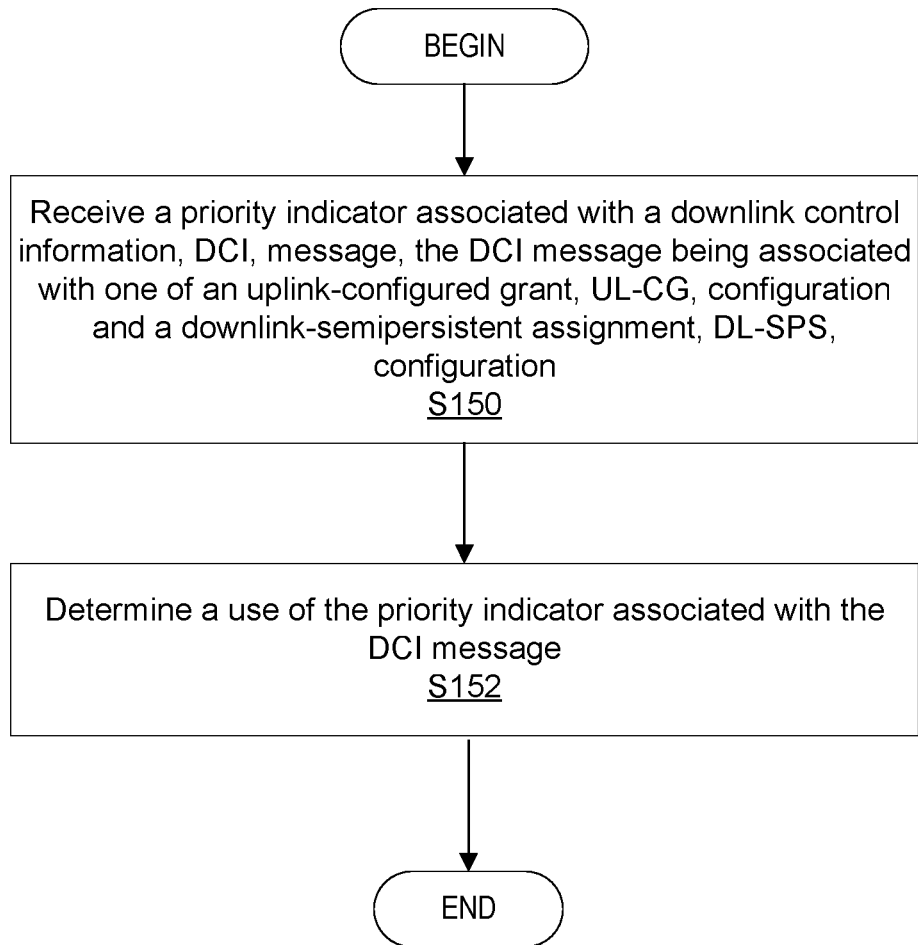 BEGIN
Receive a priority indicator associated with a downlink control
information, DCI, message, the DCI message being associated
with one of an uplink-configured grant, UL-CG, configuration
and a downlink-semipersistent assignment, DL-SPS,
configuration
S150
Determine a use of the priority indicator associated with the
DCI message
S152
END